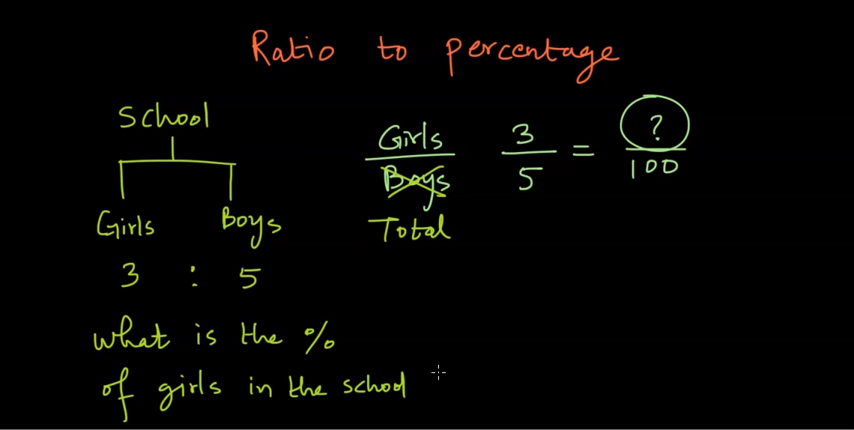 Ratio to percentage
School
Girls Boys
3 : 5
what is the %
of girls in the school
Girls
Boys
Total
3
5
=
?
100